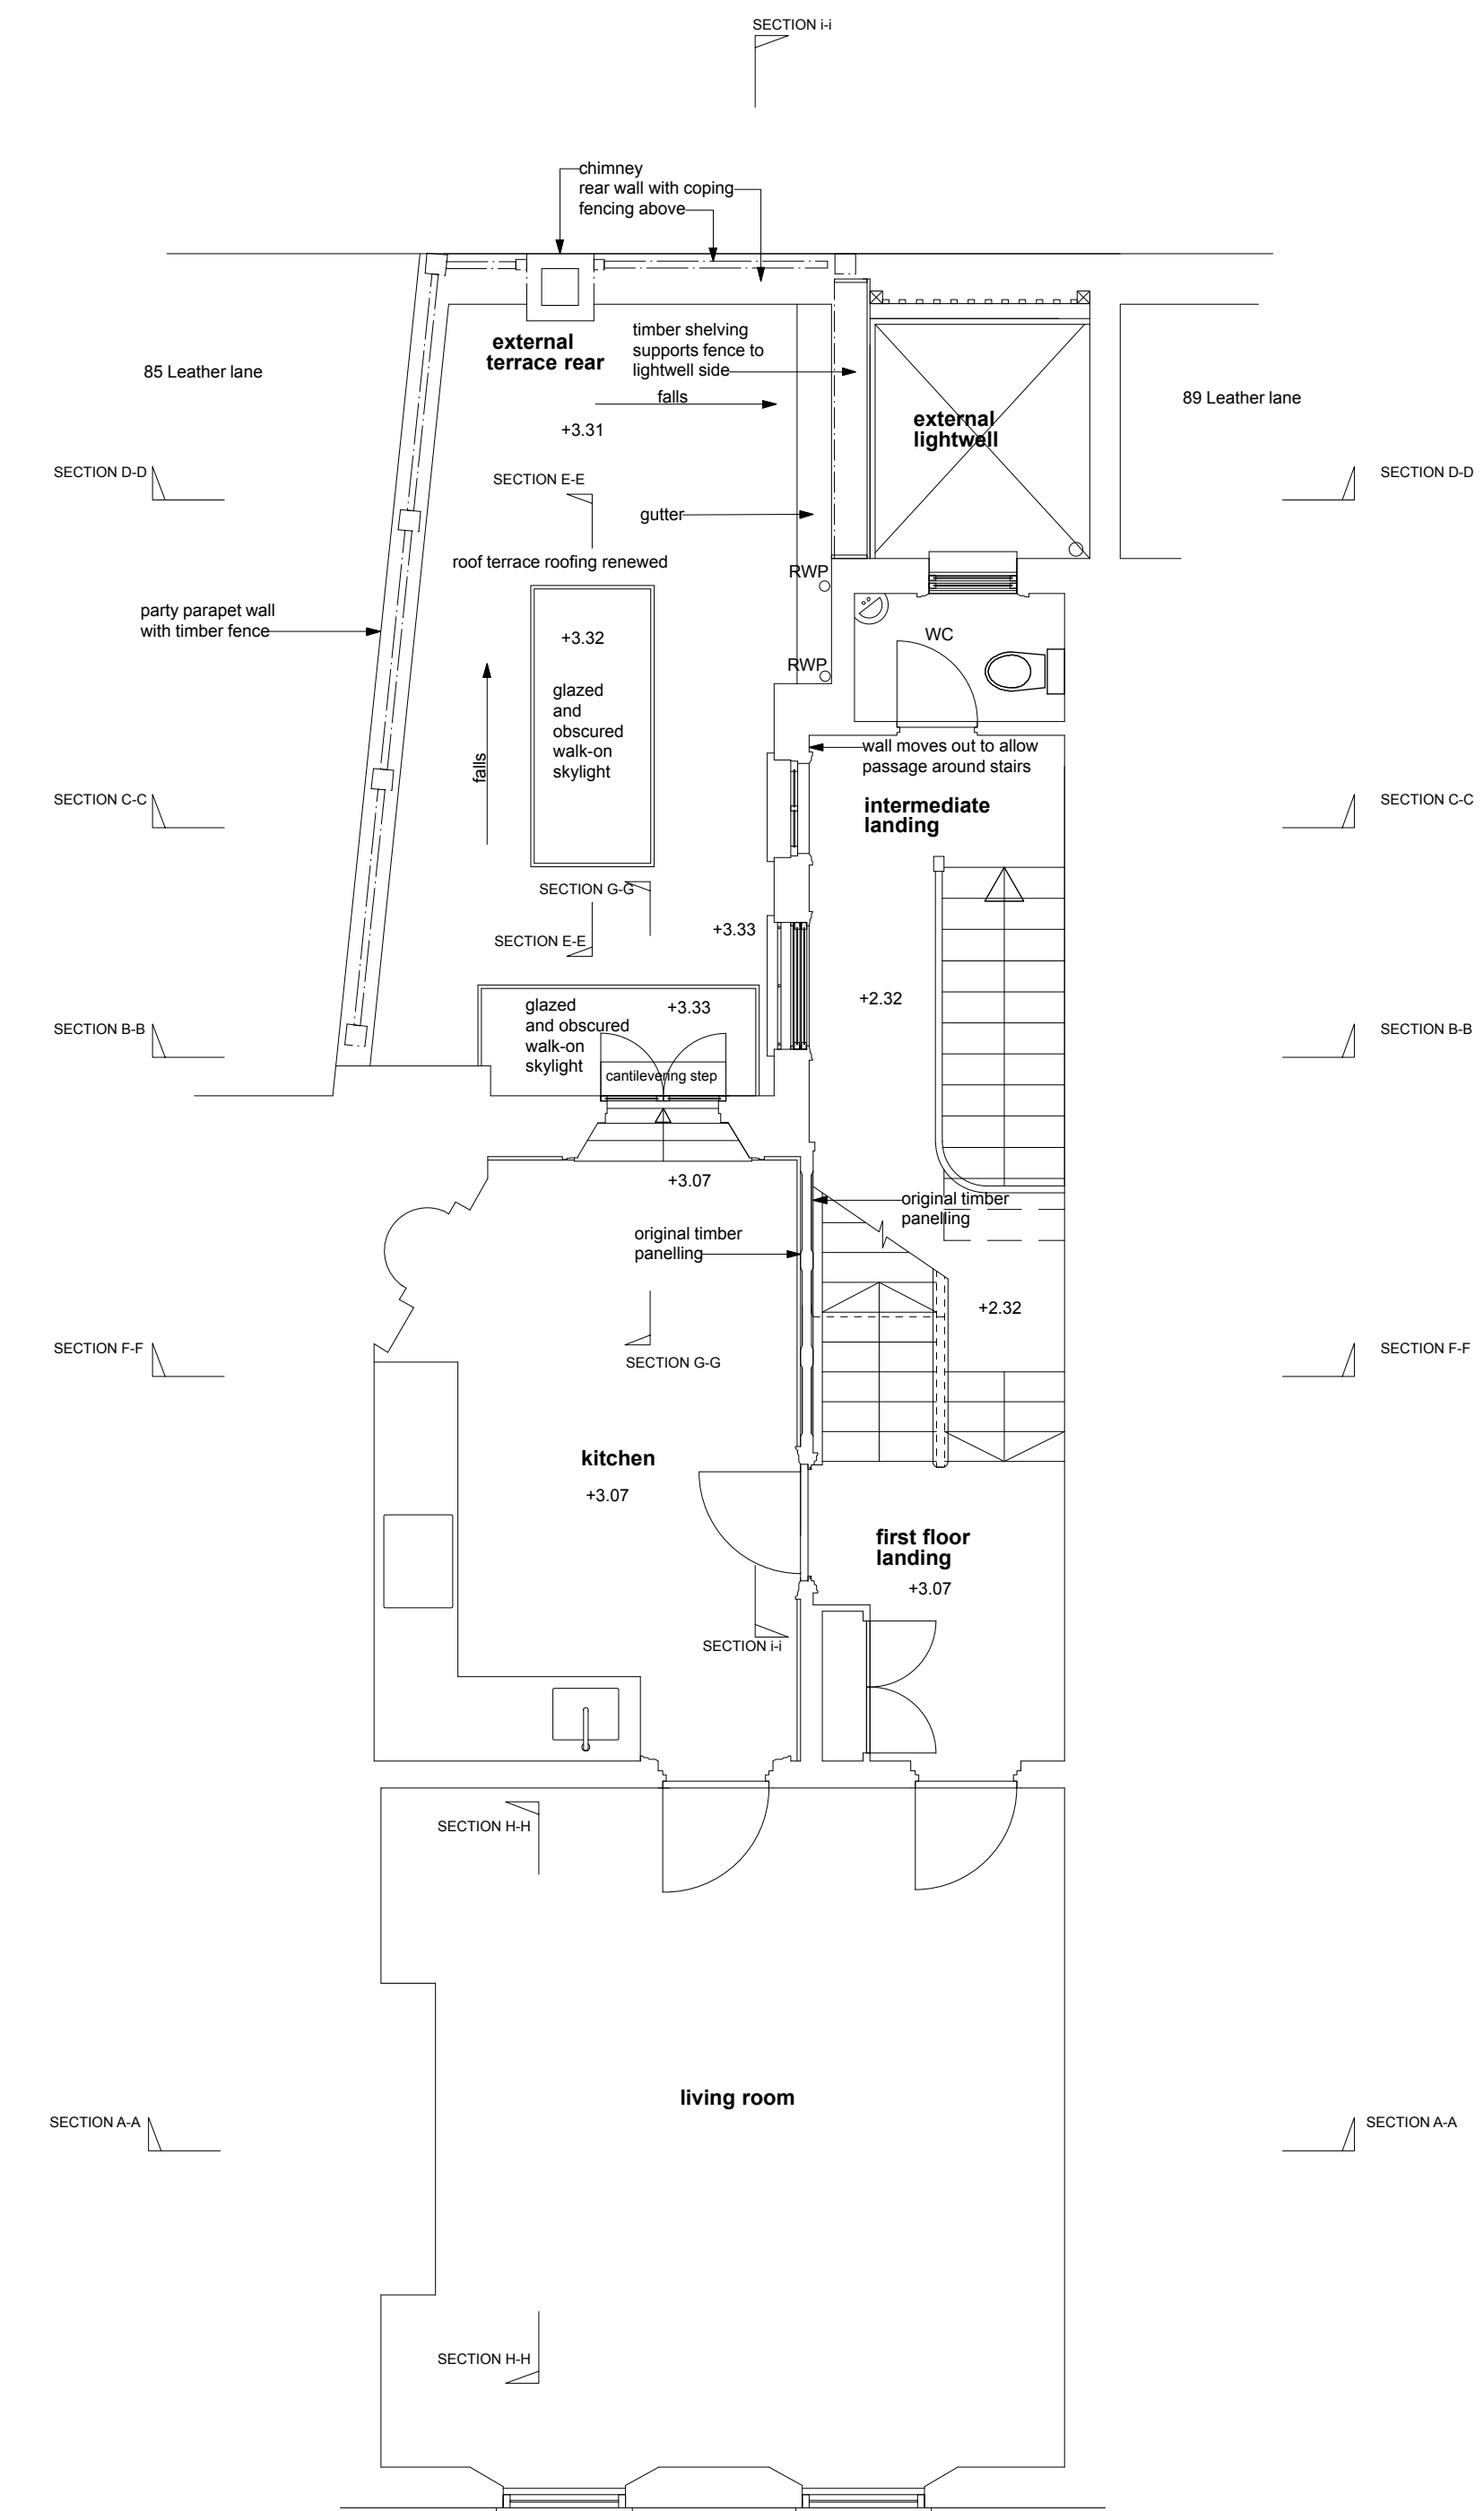 SECTION i-i
chimney
rear wall with coping
fencing above
external
terrace rear
timber shelving
supports fence to
lightwell side
85 Leather lane
falls
89 Leather lane
external
lightwell
+3.31
SECTION D-D
SECTION E-E
SECTION D-D
gutter
roof terrace roofing renewed
RWP
party parapet wall
with timber fence
+3.32
WC
RWP
glazed
and
obscured
walk-on
skylight
falls
wall moves out to allow
passage around stairs
SECTION C-C
intermediate
landing
SECTION C-C
SECTION G-G
+3.33
SECTION E-E
+2.32
glazed
and obscured
walk-on
skylight
+3.33
SECTION B-B
SECTION B-B
cantilevering step
+3.07
original timber
panelling
original timber
panelling
+2.32
SECTION F-F
SECTION G-G
SECTION F-F
kitchen
+3.07
first floor
landing
+3.07
SECTION i-i
SECTION H-H
living room
SECTION A-A
SECTION A-A
SECTION H-H